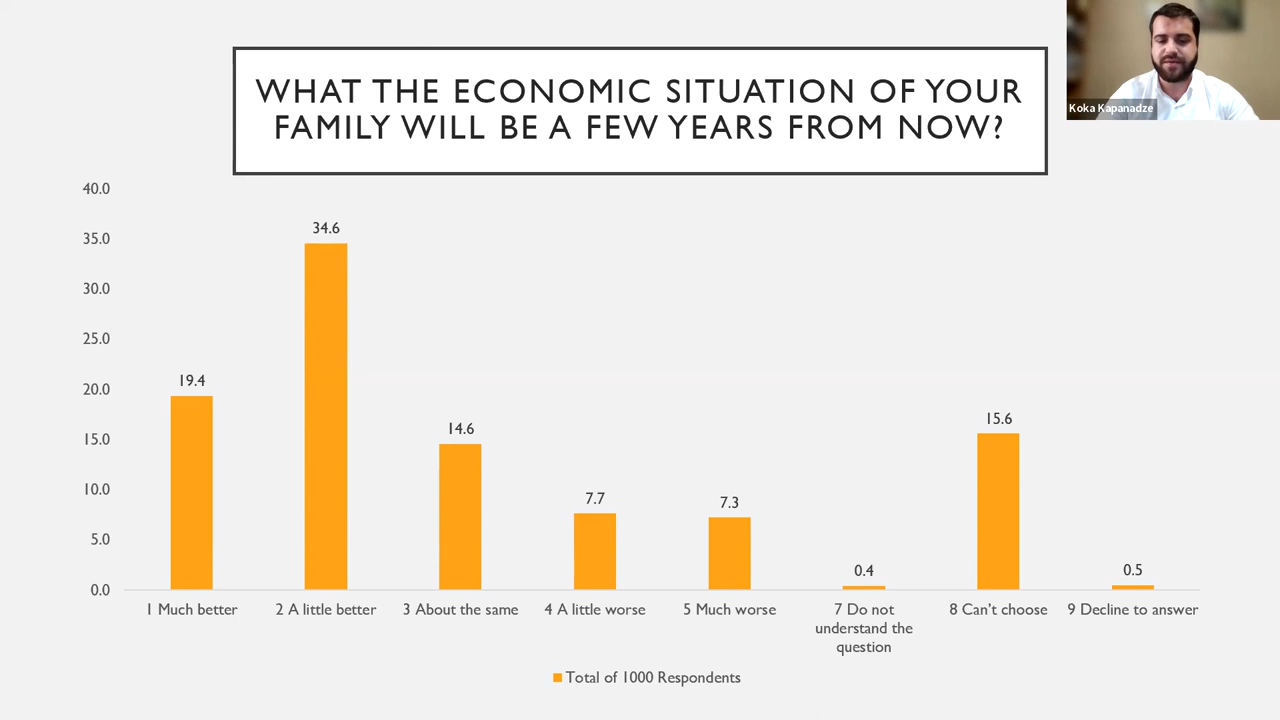 WHAT THE ECONOMIC SITUATION OF YOUR
FAMILY WILL BE A FEW YEARS FROM NOW?
Koka Kapanadze
40.0
35.0
30.0
25.0
20.0
15.0
10.0
5.0
0.0
19.4
34.6
14.6
7.7
7.3
0.4
15.6
0.5
1 Much better
2 A little better
3 About the same
4 A little worse
5 Much worse
7 Do not
understand the
question
8 Can't choose
9 Decline to answer
Total of 1000 Respondents